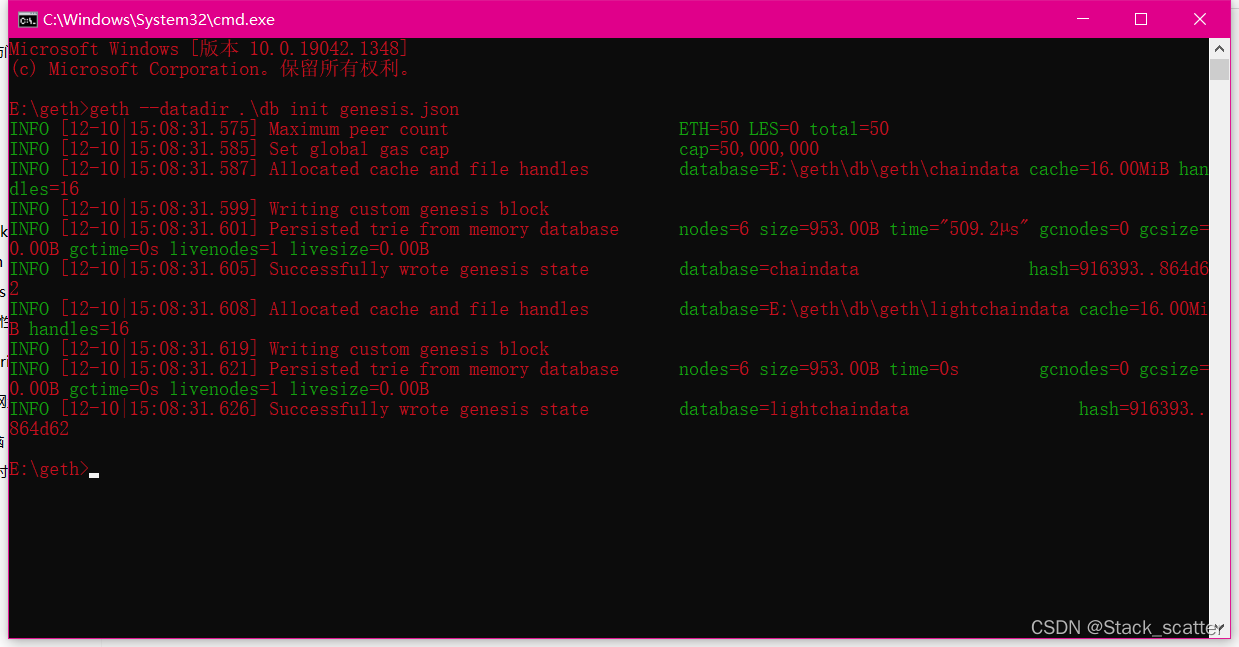 C:\Windows\System32\cmd.exe
Microsoft Windows [版本 10.0.19042.1348]
(c) Microsoft Corporation。保留所有权利。
E:\geth>geth --datadir .\db init genesis.json
INFO [12-10|15:08:31.575] Maximum peer count ETH=50 LES=0 total=50
INFO [12-10|15:08:31.585] Set global gas cap cap=50,000,000
INFO [12-10|15:08:31.587] Allocated cache and file handles database=E:\geth\db\geth\chaindata cache=16.00MiB han
dles=16
INFO [12-10|15:08:31.599] Writing custom genesis block
INFO [12-10|15:08:31.601] Persisted trie from memory database nodes=6 size=953.00B time="509.2µs" gcnodes=0 gcsize=
0.00B gctime=0s livenodes=1 livesize=0.00B
INFO [12-10|15:08:31.605] Successfully wrote genesis state database=chaindata hash=916393..864d6
2
INFO [12-10|15:08:31.608] Allocated cache and file handles database=E:\geth\db\geth\lightchaindata cache=16.00Mi
B handles=16
INFO [12-10|15:08:31.619] Writing custom genesis block
INFO [12-10|15:08:31.621] Persisted trie from memory database nodes=6 size=953.00B time=0s gcnodes=0 gcsize=
0.00B gctime=0s livenodes=1 livesize=0.00B
INFO [12-10|15:08:31.626] Successfully wrote genesis state database=lightchaindata hash=916393..
864d62
E:\geth>
CSDN @Stack_scatter